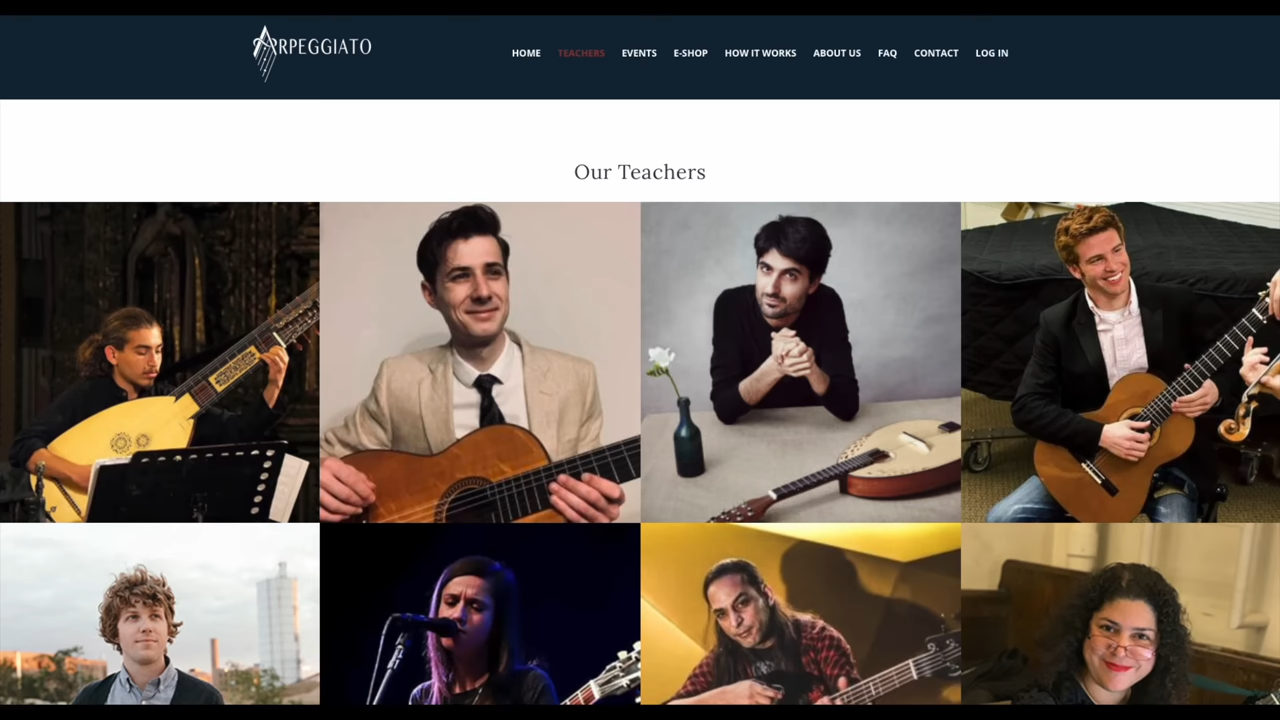 ARPEGGIATO
HOME TEACHERS EVENTS E-SHOP HOW IT WORKS ABOUT US FAQ CONTACT LOG IN
Our Teachers